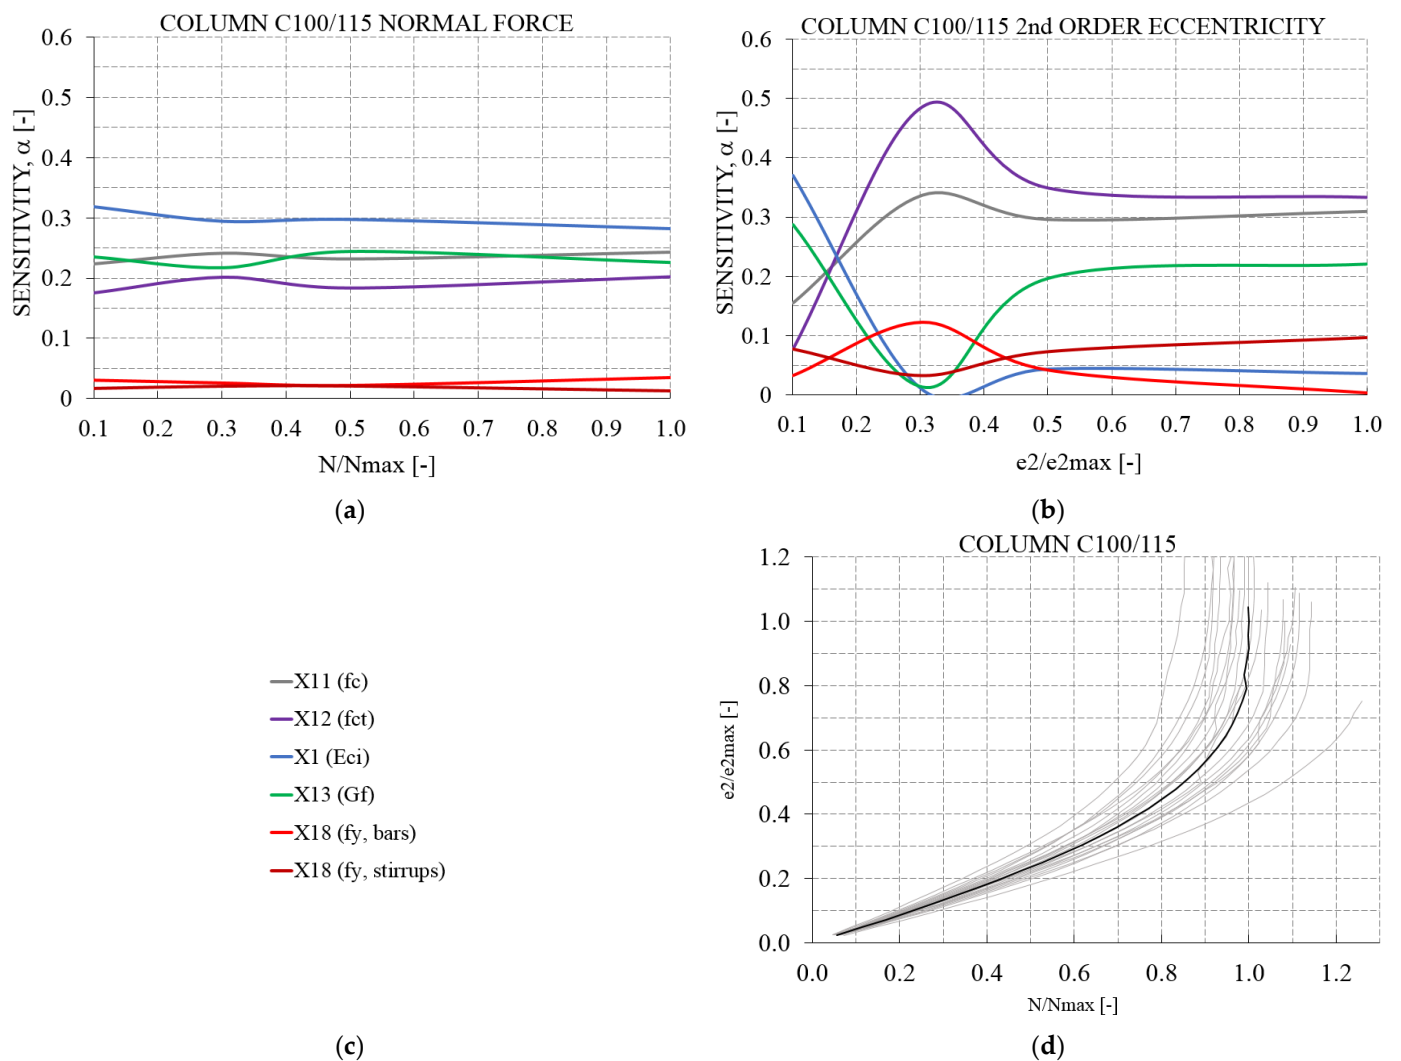 COLUMN C100/115 NORMAL FORCE
0.6
0.5
0.4
0.3
0.2
0.1
0
SENSITIVITY, α [-]
0.1 0.2 0.3 0.4 0.5 0.6 0.7 0.8 0.9 1.0
N/Nmax [-]
(a)
COLUMN C100/115 2nd ORDER ECCENTRICITY
0.6
0.5
0.4
0.3
0.2
0.1
0
SENSITIVITY, α [-]
0.1 0.2 0.3 0.4 0.5 0.6 0.7 0.8 0.9 1.0
e2/e2max [-]
(b)
X11 (fc)
X12 (fct)
X1 (Eci)
X13 (Gf)
X18 (fy, bars)
X18 (fy, stirrups)
(c)
COLUMN C100/115
1.2
1.0
0.8
0.6
0.4
0.2
0.0
e2/e2max [-]
0.0 0.2 0.4 0.6 0.8 1.0 1.2
N/Nmax [-]
(d)